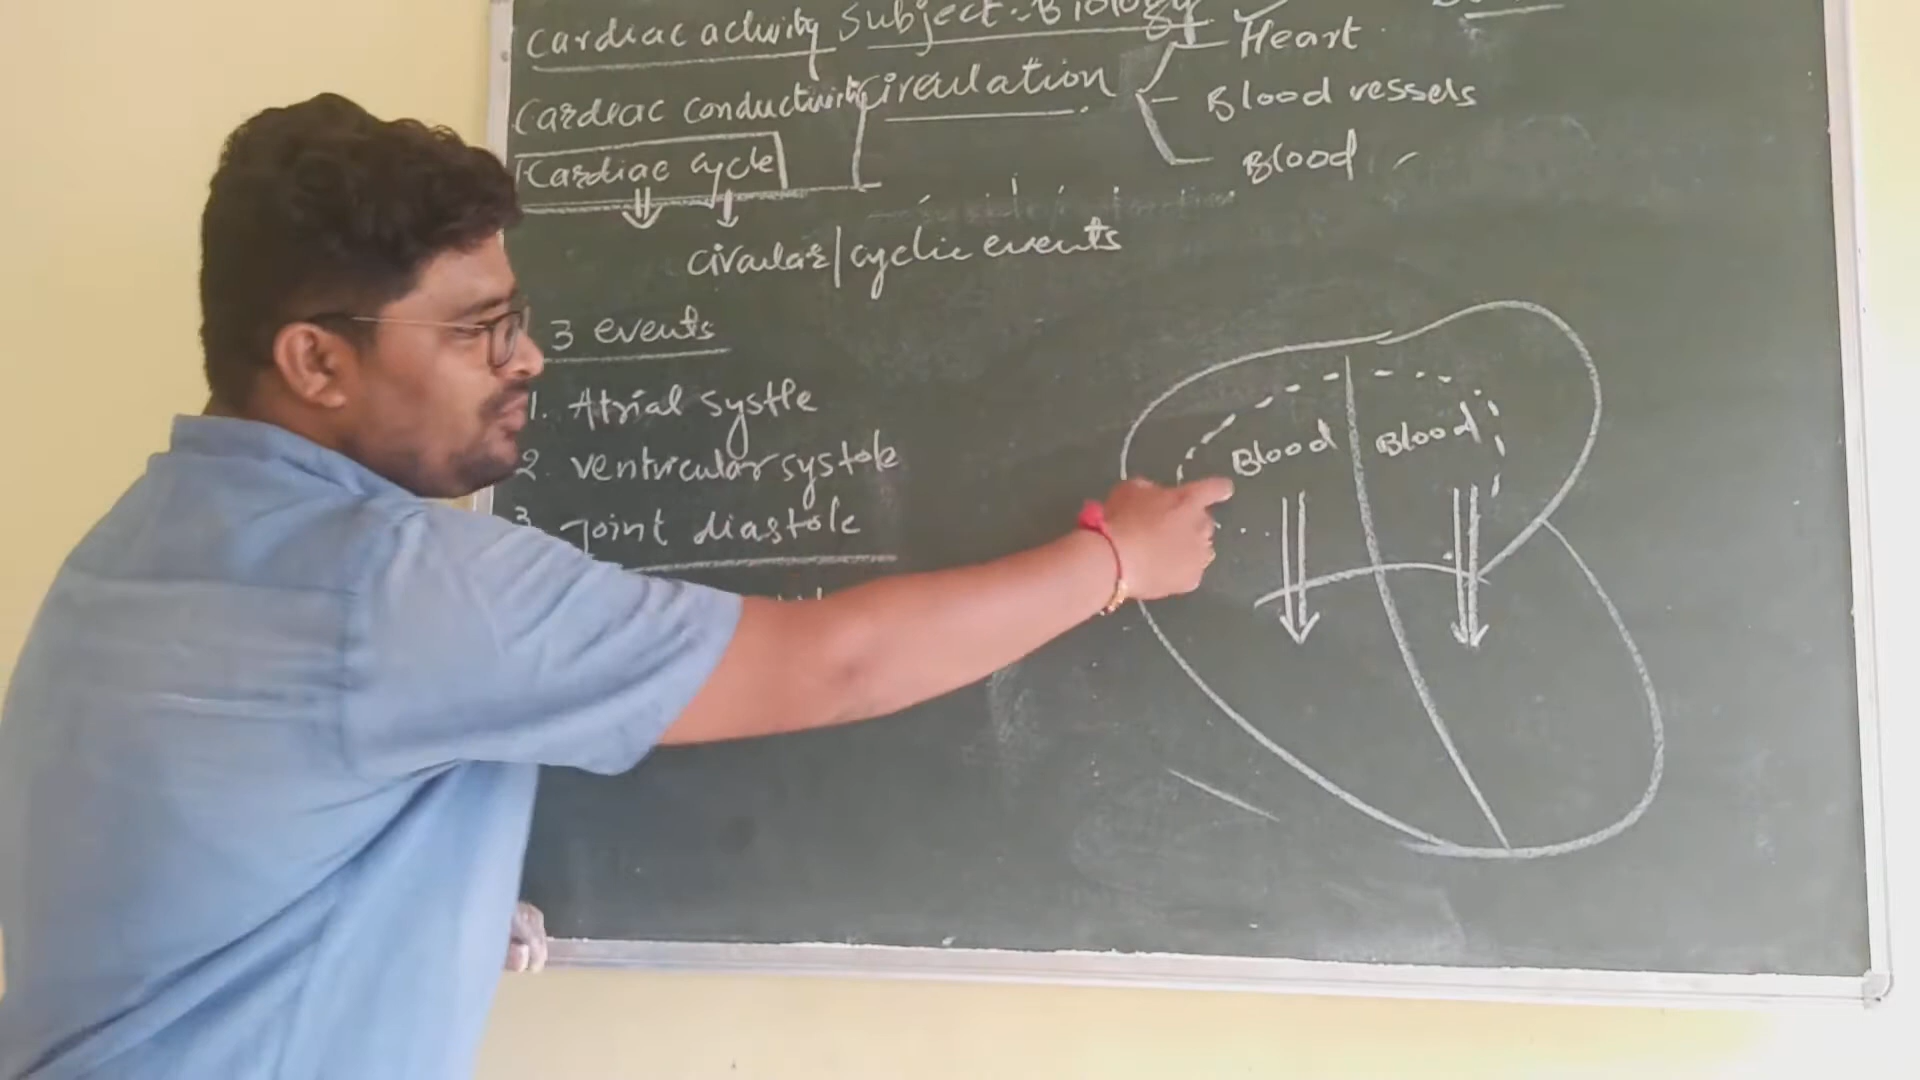 Cardiac activity Subject:-Biology
Cardiac conductivity
Circulation
Heart
Blood vessels
Blood
Cardiac cycle
circular/cyclic events
3 events
1. Atrial systle
2. ventricular systole
3. Joint diastole
Blood Blood